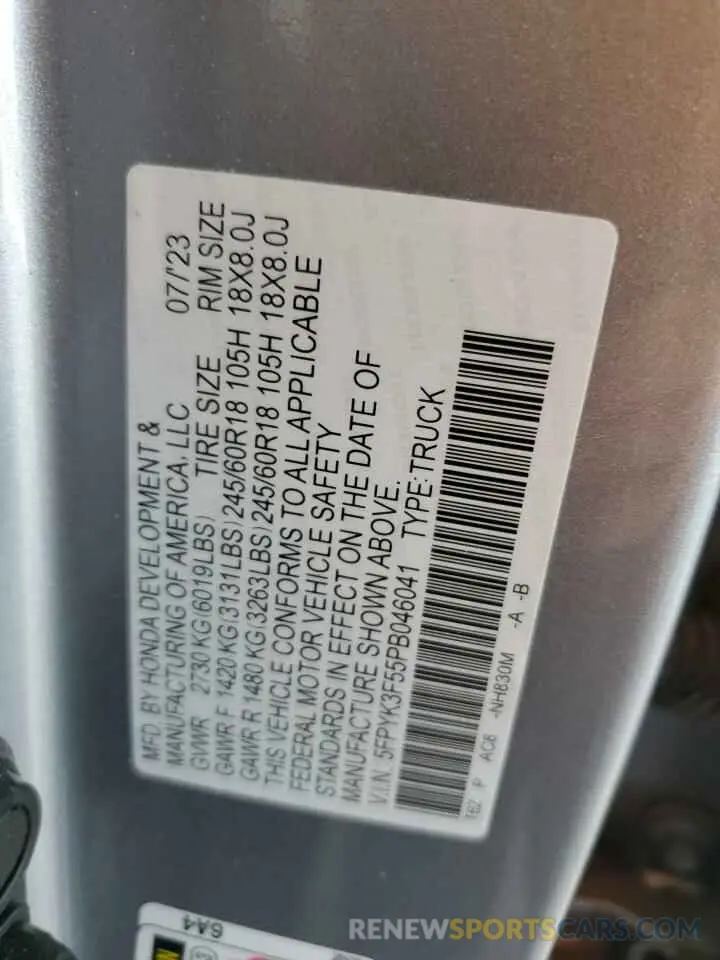 MFD. BY HONDA DEVELOPMENT &
MANUFACTURING OF AMERICA, LLC 07/'23
GVWR 2730 KG(6019LBS) TIRE SIZE RIM SIZE
GAWR F 1420 KG(3131LBS)245/60R18 105H 18X8.0J
GAWR R 1480 KG(3263LBS)245/60R18 105H 18X8.0J
THIS VEHICLE CONFORMS TO ALL APPLICABLE
FEDERAL MOTOR VEHICLE SAFETY
STANDARDS IN EFFECT ON THE DATE OF
MANUFACTURE SHOWN ABOVE.
V.I.N. 5FPYK3F55PB046041 TYPE:TRUCK
T6Z P AC6 -NH830M -A -B
6A4
RENEWSPORTSCARS.COM